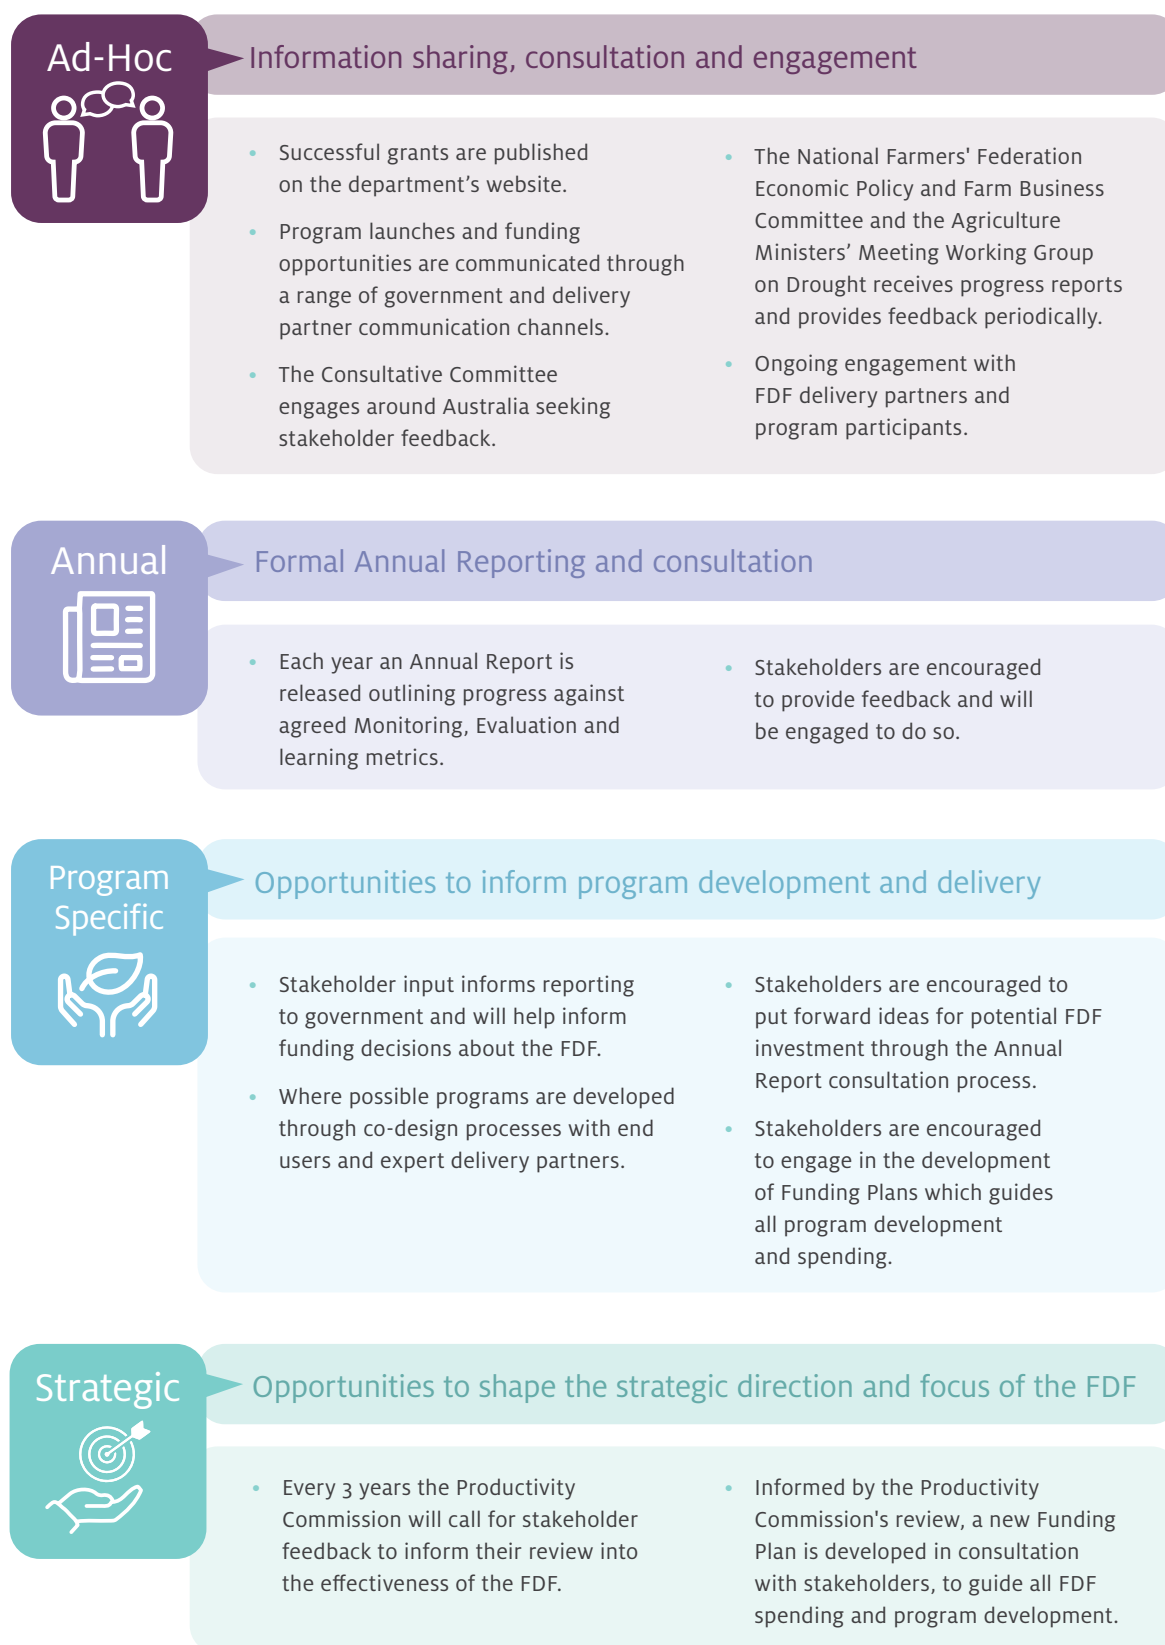 Ad-Hoc
Information sharing, consultation and engagement
• Successful grants are published
on the department’s website.
• Program launches and funding
opportunities are communicated through
a range of government and delivery
partner communication channels.
• The Consultative Committee
engages around Australia seeking
stakeholder feedback.
• The National Farmers' Federation
Economic Policy and Farm Business
Committee and the Agriculture
Ministers’ Meeting Working Group
on Drought receives progress reports
and provides feedback periodically.
• Ongoing engagement with
FDF delivery partners and
program participants.
Annual
Formal Annual Reporting and consultation
• Each year an Annual Report is
released outlining progress against
agreed Monitoring, Evaluation and
learning metrics.
• Stakeholders are encouraged
to provide feedback and will
be engaged to do so.
Program
Specific
Opportunities to inform program development and delivery
• Stakeholder input informs reporting
to government and will help inform
funding decisions about the FDF.
• Where possible programs are developed
through co-design processes with end
users and expert delivery partners.
• Stakeholders are encouraged to
put forward ideas for potential FDF
investment through the Annual
Report consultation process.
• Stakeholders are encouraged
to engage in the development
of Funding Plans which guides
all program development
and spending.
Strategic
Opportunities to shape the strategic direction and focus of the FDF
• Every 3 years the Productivity
Commission will call for stakeholder
feedback to inform their review into
the effectiveness of the FDF.
• Informed by the Productivity
Commission's review, a new Funding
Plan is developed in consultation
with stakeholders, to guide all FDF
spending and program development.